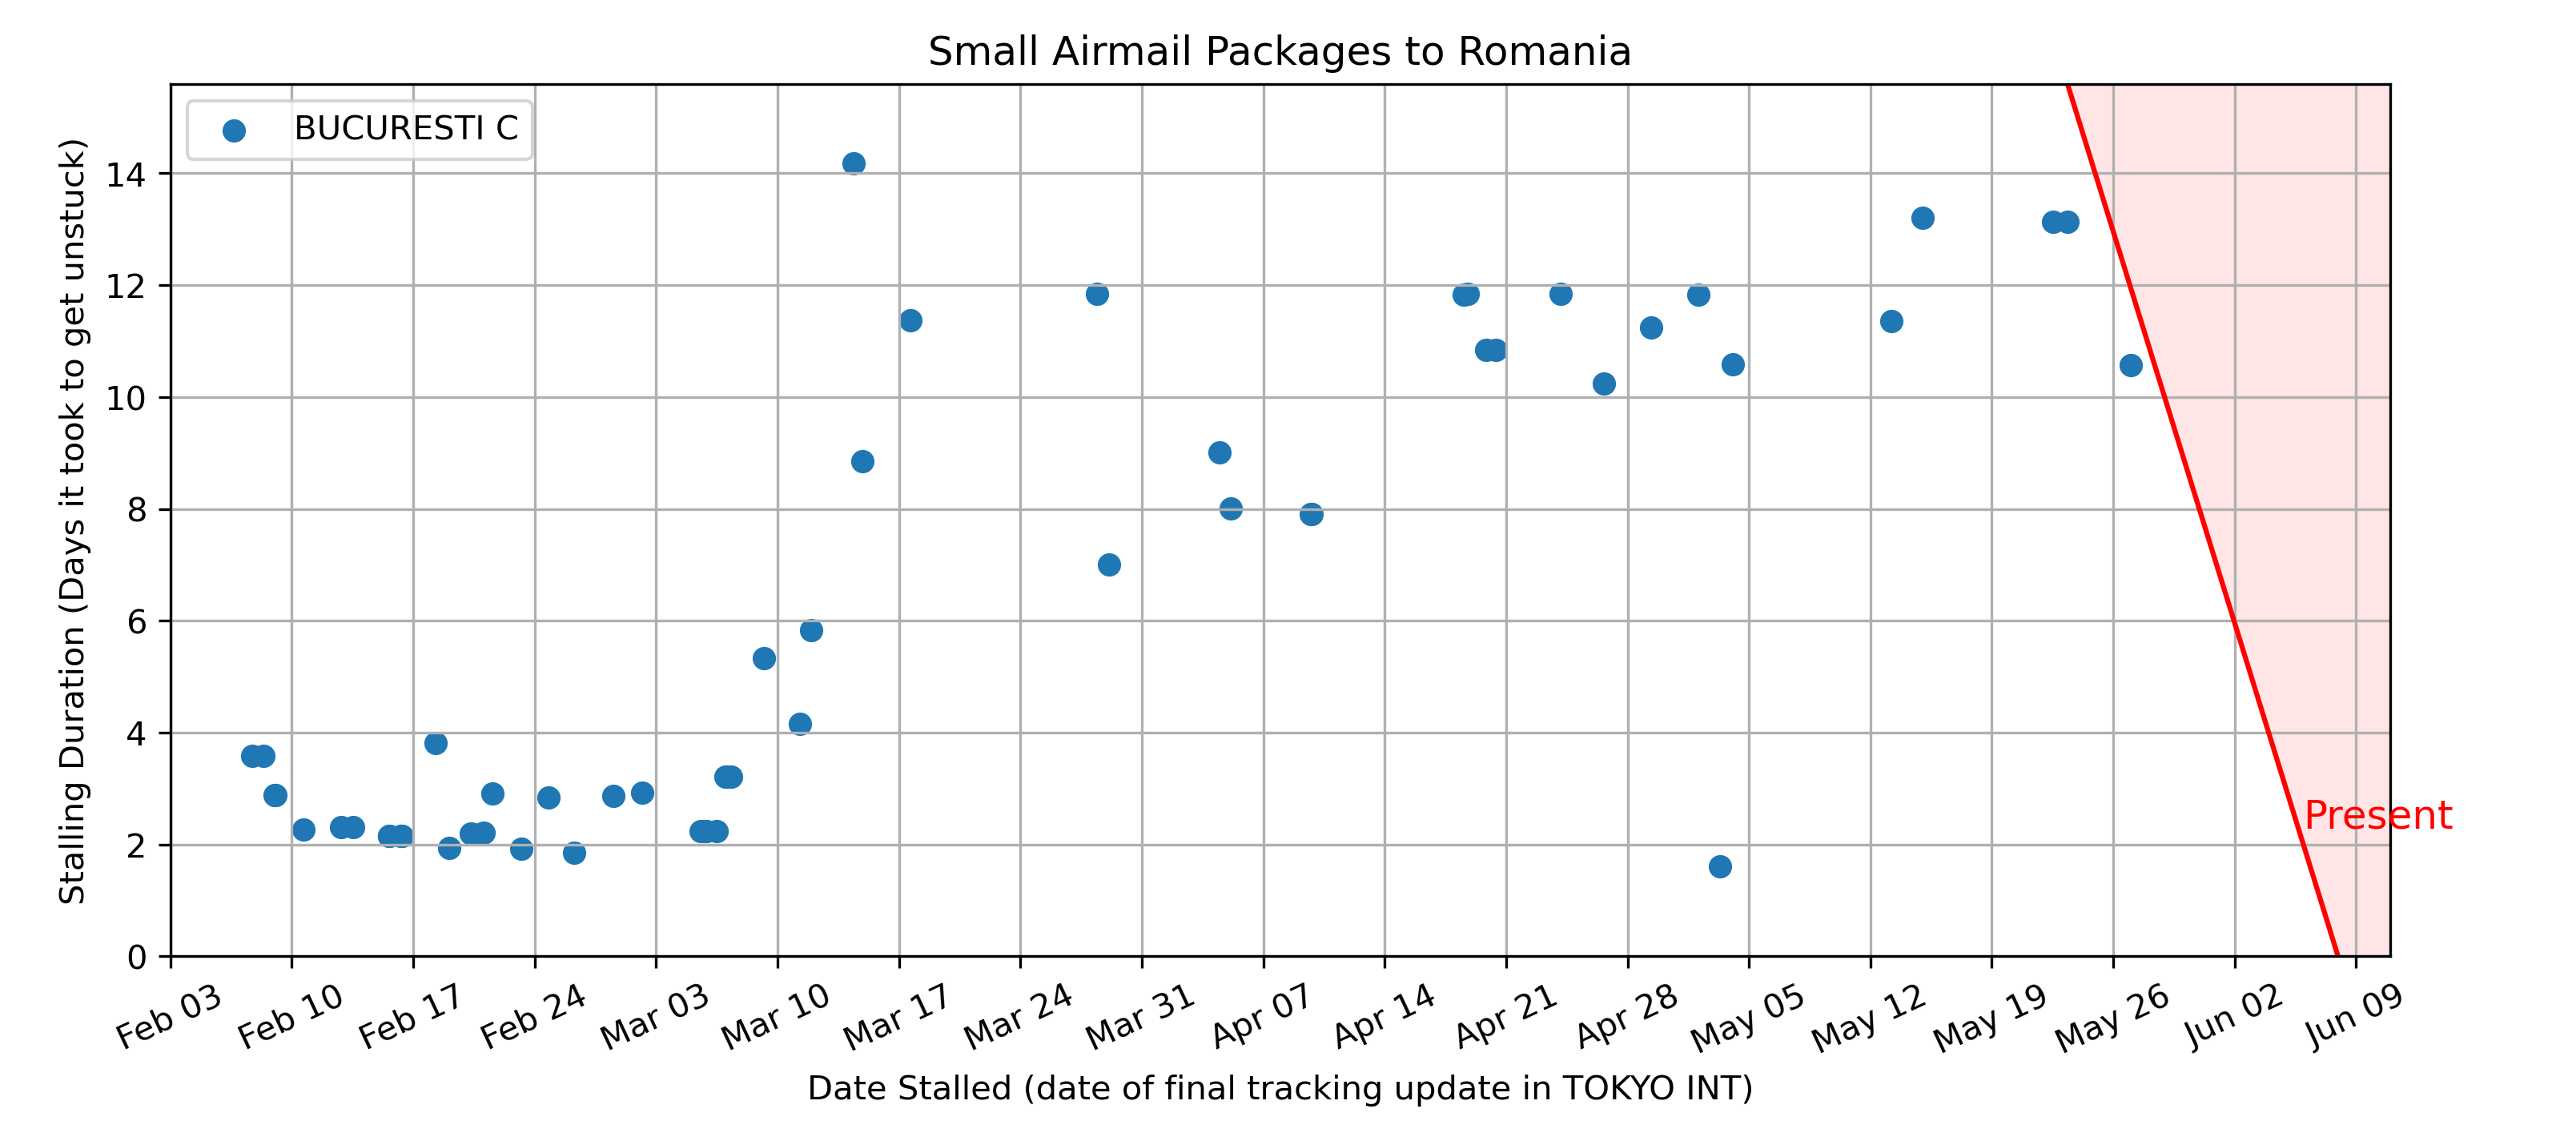 Small Airmail Packages to Romania
BUCURESTI C
Stalling Duration (Days it took to get unstuck)
14
12
10
8
6
4
2
0
Present
Feb 03
Feb 10
Feb 17
Feb 24
Mar 03
Mar 10
Mar 17
Mar 24
Mar 31
Apr 07
Apr 14
Apr 21
Apr 28
May 05
May 12
May 19
May 26
Jun 02
Jun 09
Date Stalled (date of final tracking update in TOKYO INT)